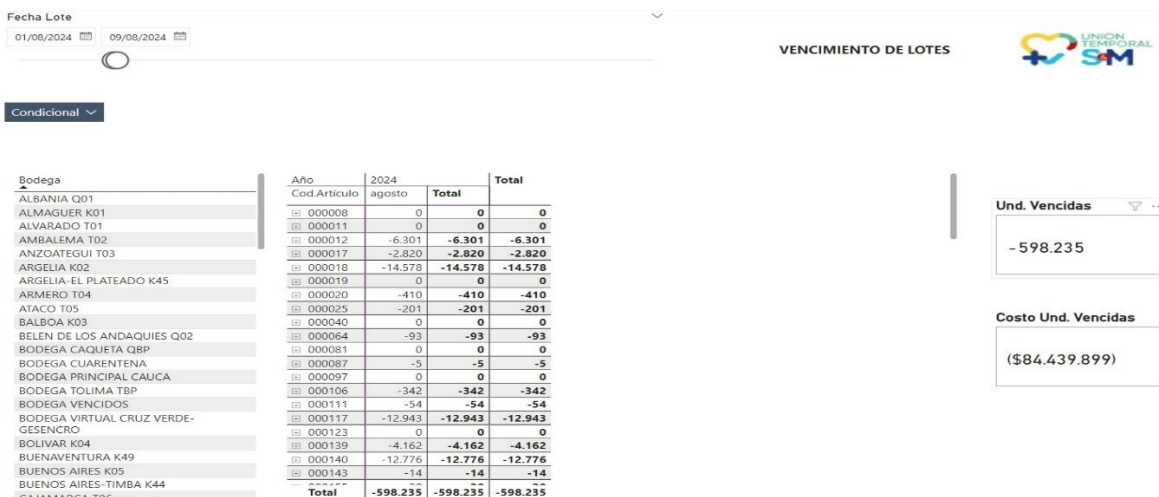 Fecha Lote
01/08/2024 09/08/2024
VENCIMIENTO DE LOTES
UNION
TEMPORAL
S&M
Condicional
Bodega
ALBANIA Q01
ALMAGUER K01
ALVARADO T01
AMBALEMA T02
ANZOATEGUI T03
ARGELIA K02
ARGELIA-EL PLATEADO K45
ARMERO T04
ATACO T05
BALBOA K03
BELEN DE LOS ANDAQUIES Q02
BODEGA CAQUETA QBP
BODEGA CUARENTENA
BODEGA PRINCIPAL CAUCA
BODEGA TOLIMA TBP
BODEGA VENCIDOS
BODEGA VIRTUAL CRUZ VERDE-
GESENCRO
BOLIVAR K04
BUENAVENTURA K49
BUENOS AIRES K05
BUENOS AIRES-TIMBA K44
CAJAMARCA T06
Año 2024 Total
Cod.Artículo agosto Total
000008 0 0 0
000011 0 0 0
000012 -6.301 -6.301 -6.301
000017 -2.820 -2.820 -2.820
000018 -14.578 -14.578 -14.578
000019 0 0 0
000020 -410 -410 -410
000025 -201 -201 -201
000040 0 0 0
000064 -93 -93 -93
000081 0 0 0
000087 -5 -5 -5
000097 0 0 0
000106 -342 -342 -342
000111 -54 -54 -54
000117 -12.943 -12.943 -12.943
000123 0 0 0
000139 -4.162 -4.162 -4.162
000140 -12.776 -12.776 -12.776
000143 -14 -14 -14
Total -598.235 -598.235 -598.235
Und. Vencidas
-598.235
Costo Und. Vencidas
($84.439.899)